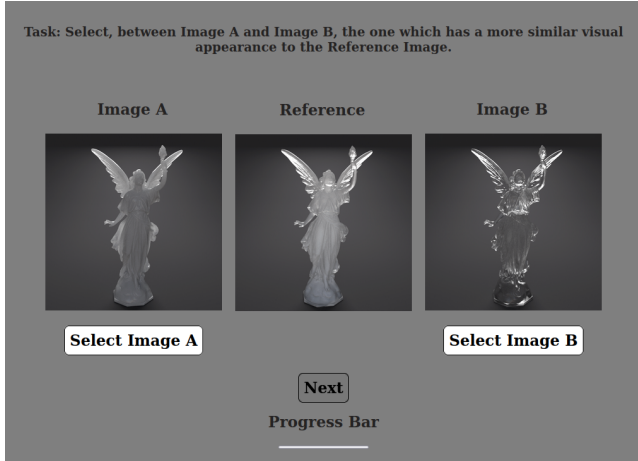 Task: Select, between Image A and Image B, the one which has a more similar visual
appearance to the Reference Image.
Image A
Reference
Image B
Select Image A
Select Image B
Next
Progress Bar